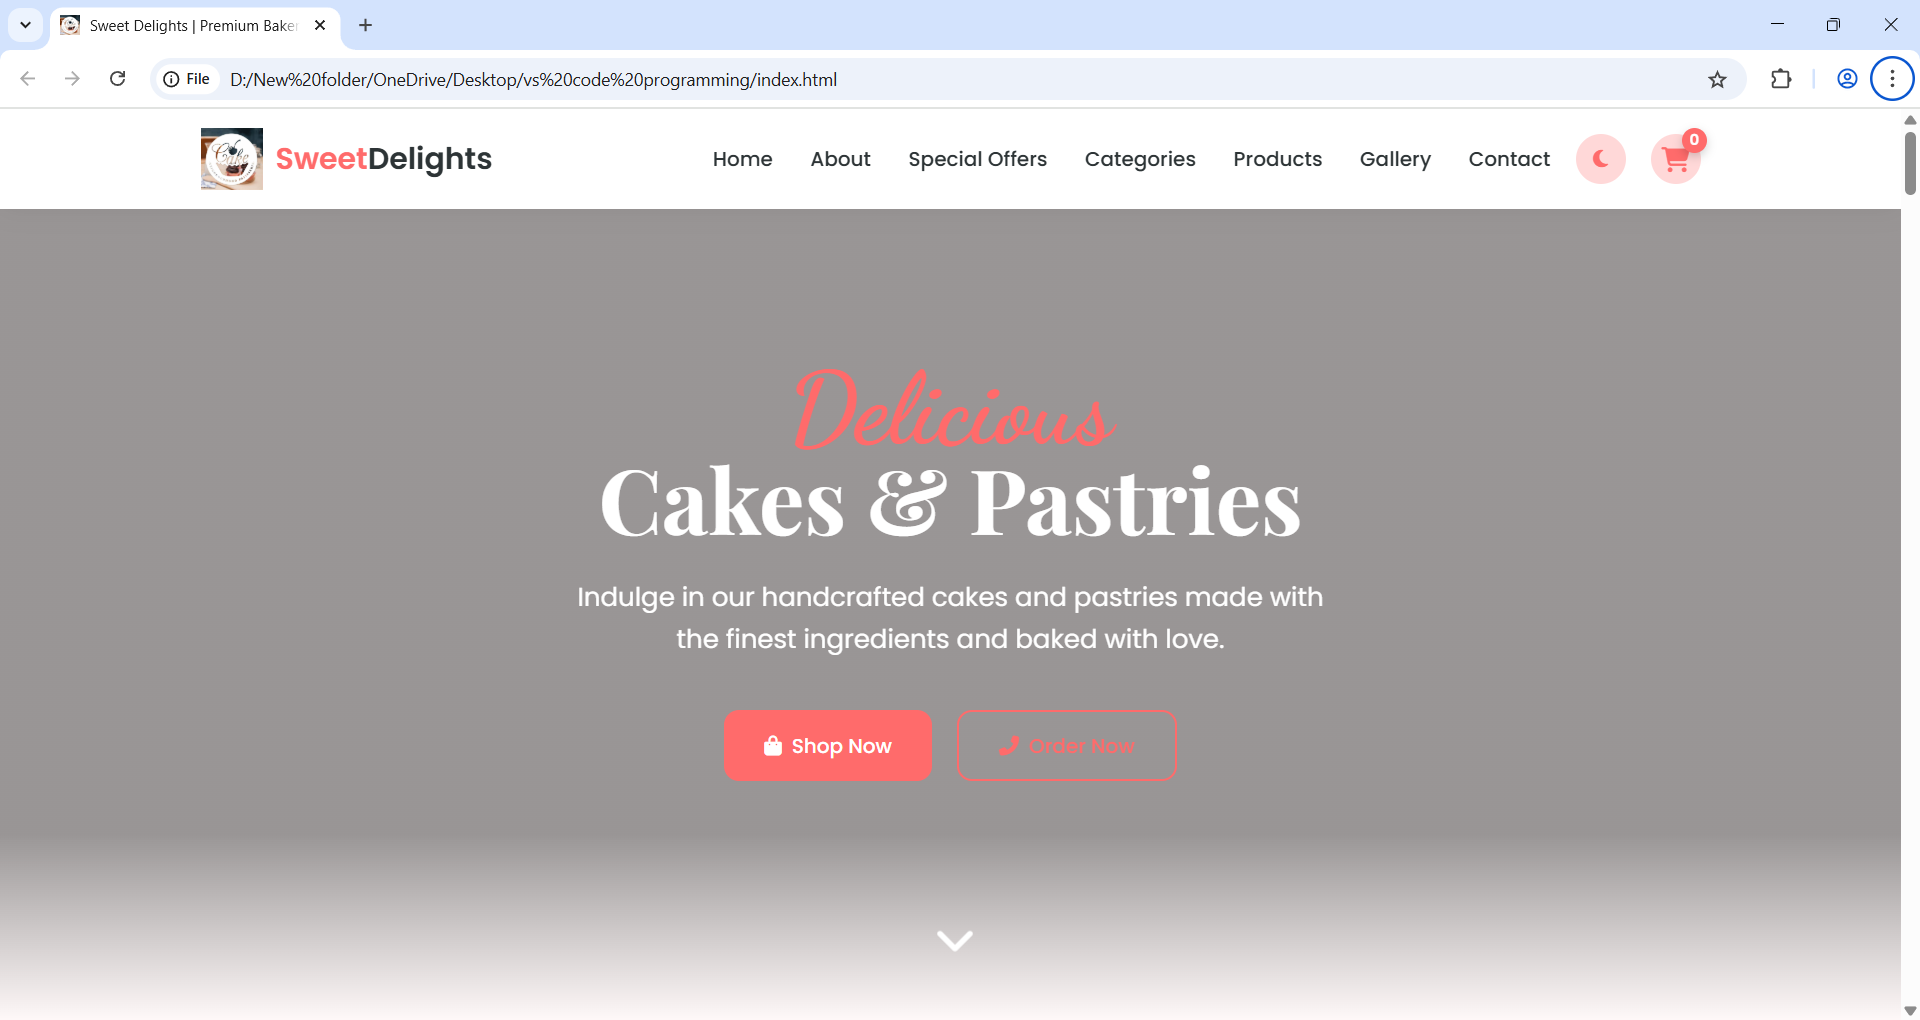 Sweet Delights | Premium Baker
File
D:/New%20folder/OneDrive/Desktop/vs%20code%20programming/index.html
Cake
SweetDelights
Home
About
Special Offers
Categories
Products
Gallery
Contact
0
Delicious
Cakes & Pastries
Indulge in our handcrafted cakes and pastries made with
the finest ingredients and baked with love.
Shop Now
Order Now